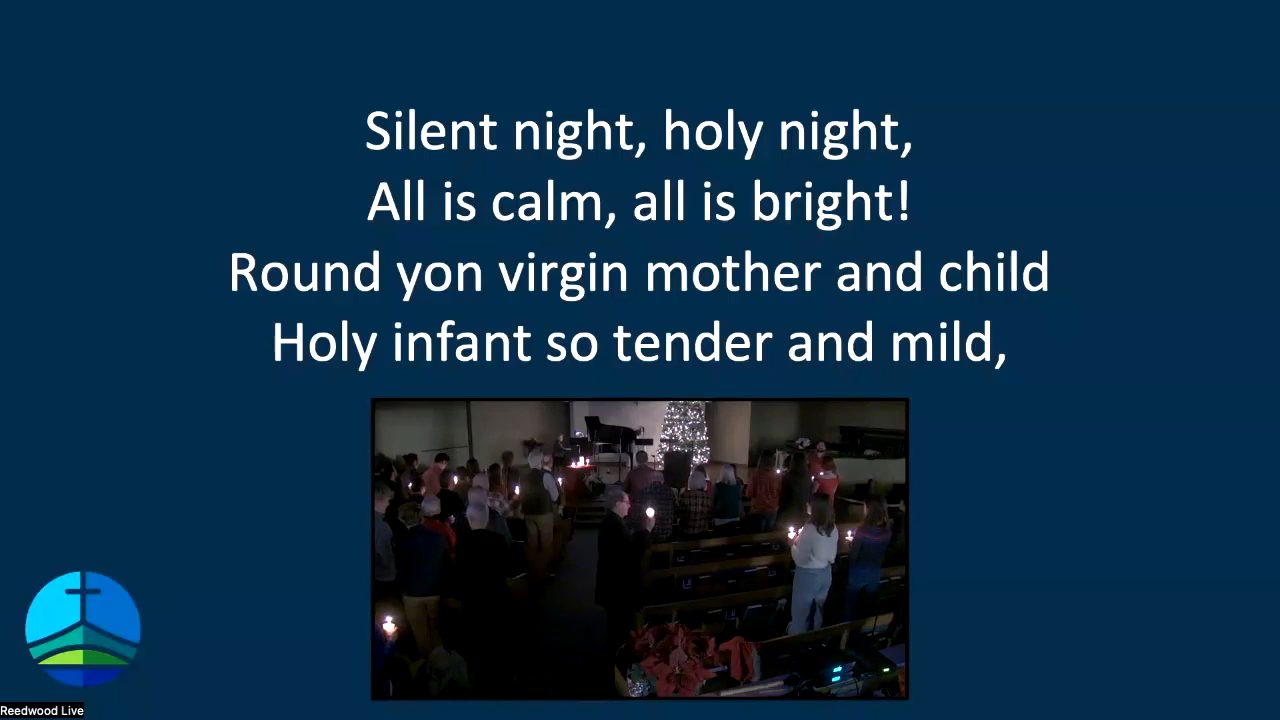 Silent night, holy night,
All is calm, all is bright!
Round yon virgin mother and child
Holy infant so tender and mild,
Reedwood Live